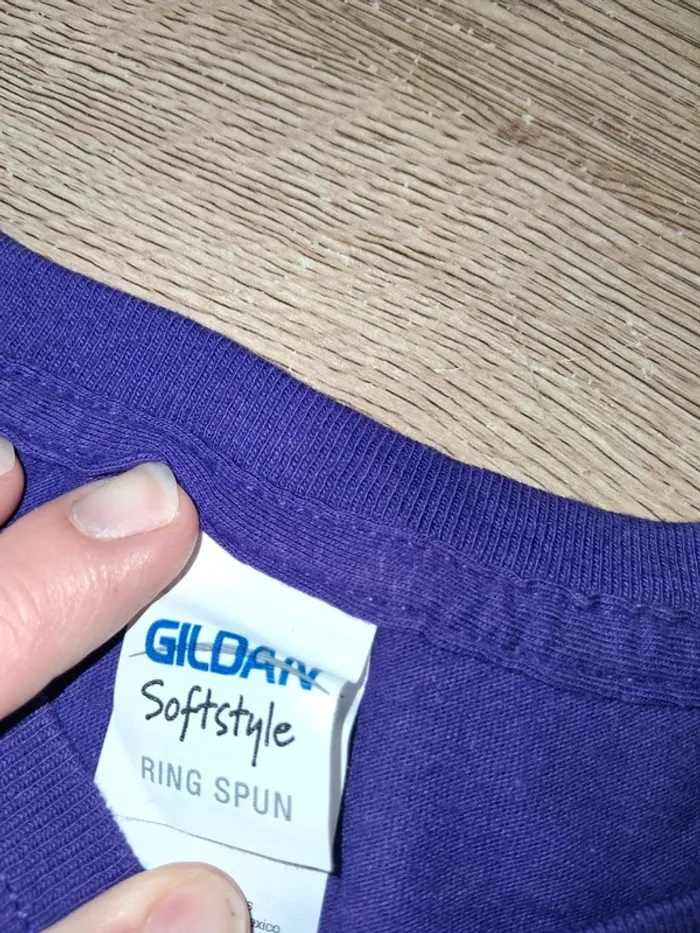 GILDAN
Softstyle
RING SPUN